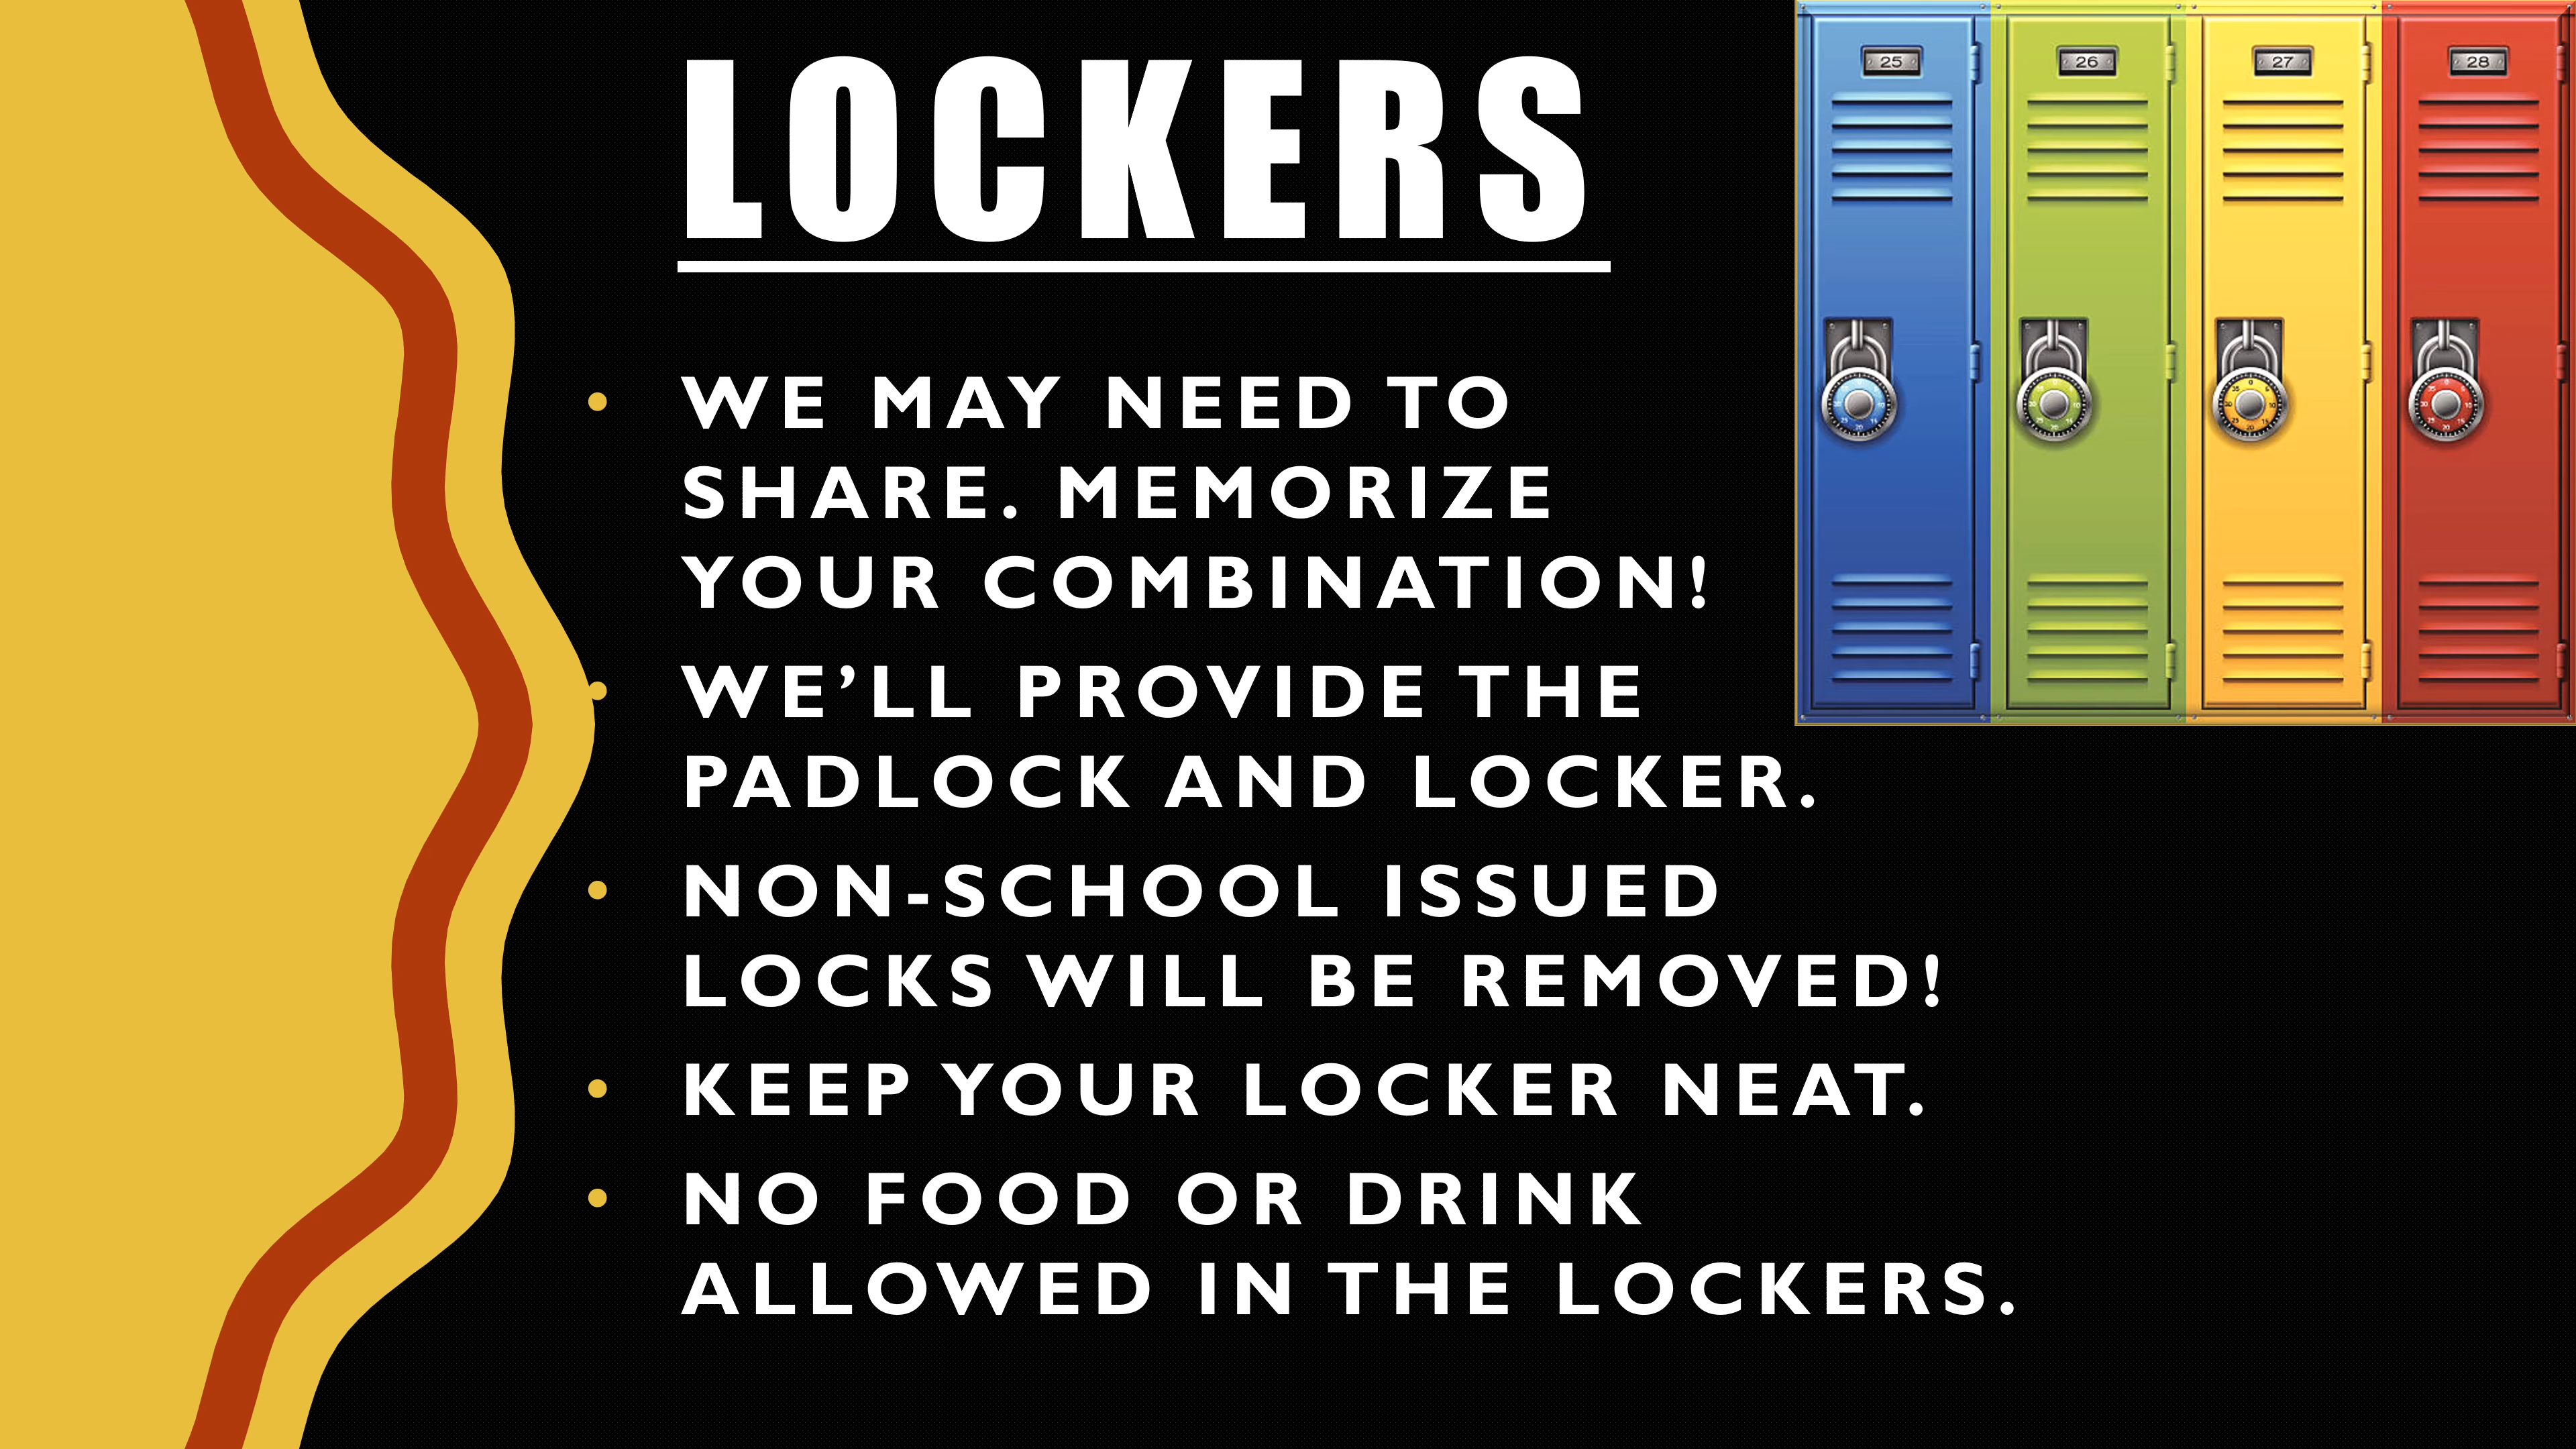 LOCKERS
25 26 27 28
• WE MAY NEED TO
SHARE. MEMORIZE
YOUR COMBINATION!
• WE’LL PROVIDE THE
PADLOCK AND LOCKER.
• NON-SCHOOL ISSUED
LOCKS WILL BE REMOVED!
• KEEP YOUR LOCKER NEAT.
• NO FOOD OR DRINK
ALLOWED IN THE LOCKERS.